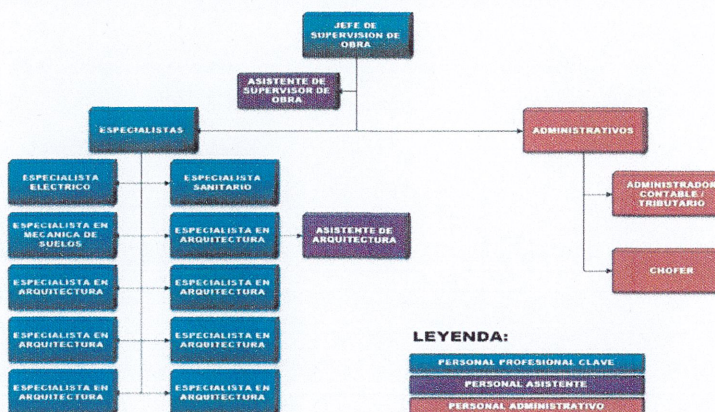 JEFE DE
SUPERVISION DE
OBRA
ASISTENTE DE
SUPERVISOR DE
OBRA
ESPECIALISTAS
ADMINISTRATIVOS
ESPECIALISTA
ELECTRICO
ESPECIALISTA
SANITARIO
ADMINISTRADOR
CONTABLE /
TRIBUTARIO
ESPECIALISTA EN
MECANICA DE
SUELOS
ESPECIALISTA EN
ARQUITECTURA
ASISTENTE DE
ARQUITECTURA
CHOFER
ESPECIALISTA EN
ARQUITECTURA
ESPECIALISTA EN
ARQUITECTURA
ESPECIALISTA EN
ARQUITECTURA
ESPECIALISTA EN
ARQUITECTURA
ESPECIALISTA EN
ARQUITECTURA
ESPECIALISTA EN
ARQUITECTURA
LEYENDA:
PERSONAL PROFESIONAL CLAVE
PERSONAL ASISTENTE
PERSONAL ADMINISTRATIVO